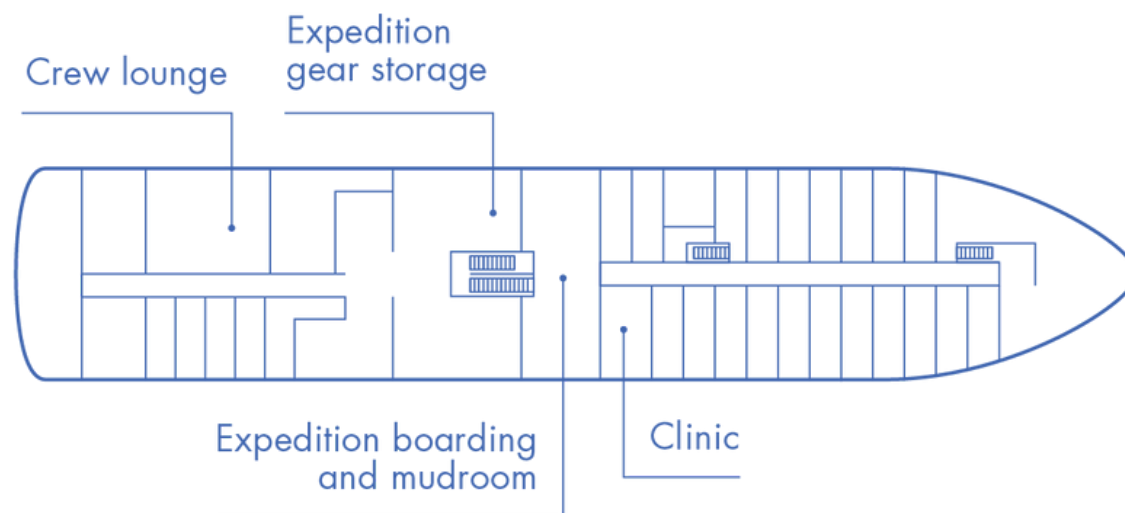 Crew lounge
Expedition
gear storage
Expedition boarding
and mudroom
Clinic